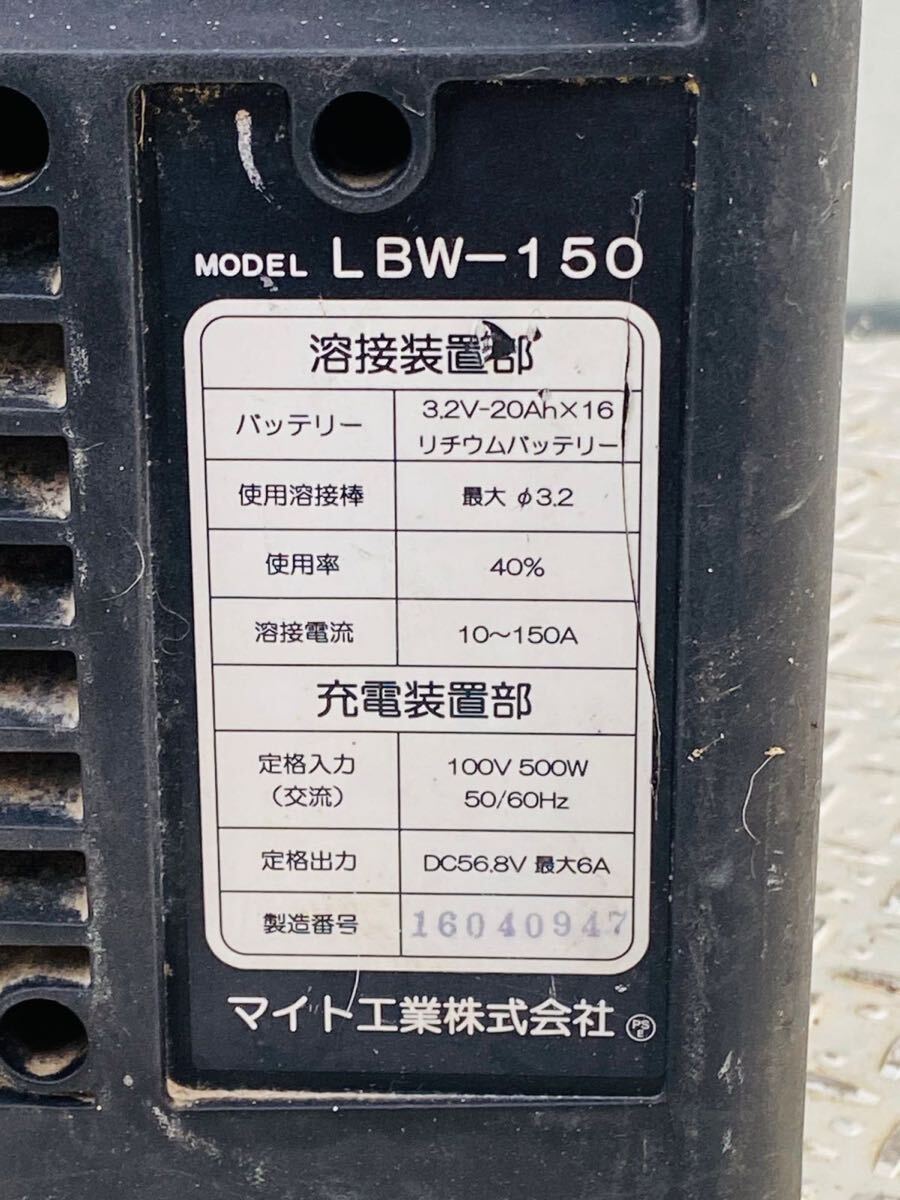 MODEL LBW-150
溶接装置部
バッテリー
3.2V-20Ah×16
リチウムバッテリー
使用溶接棒
最大 φ3.2
使用率
40%
溶接電流
10～150A
充電装置部
定格入力
(交流)
100V 500W
50/60Hz
定格出力
DC56.8V 最大6A
製造番号
16040947
マイト工業株式会社
PS
E